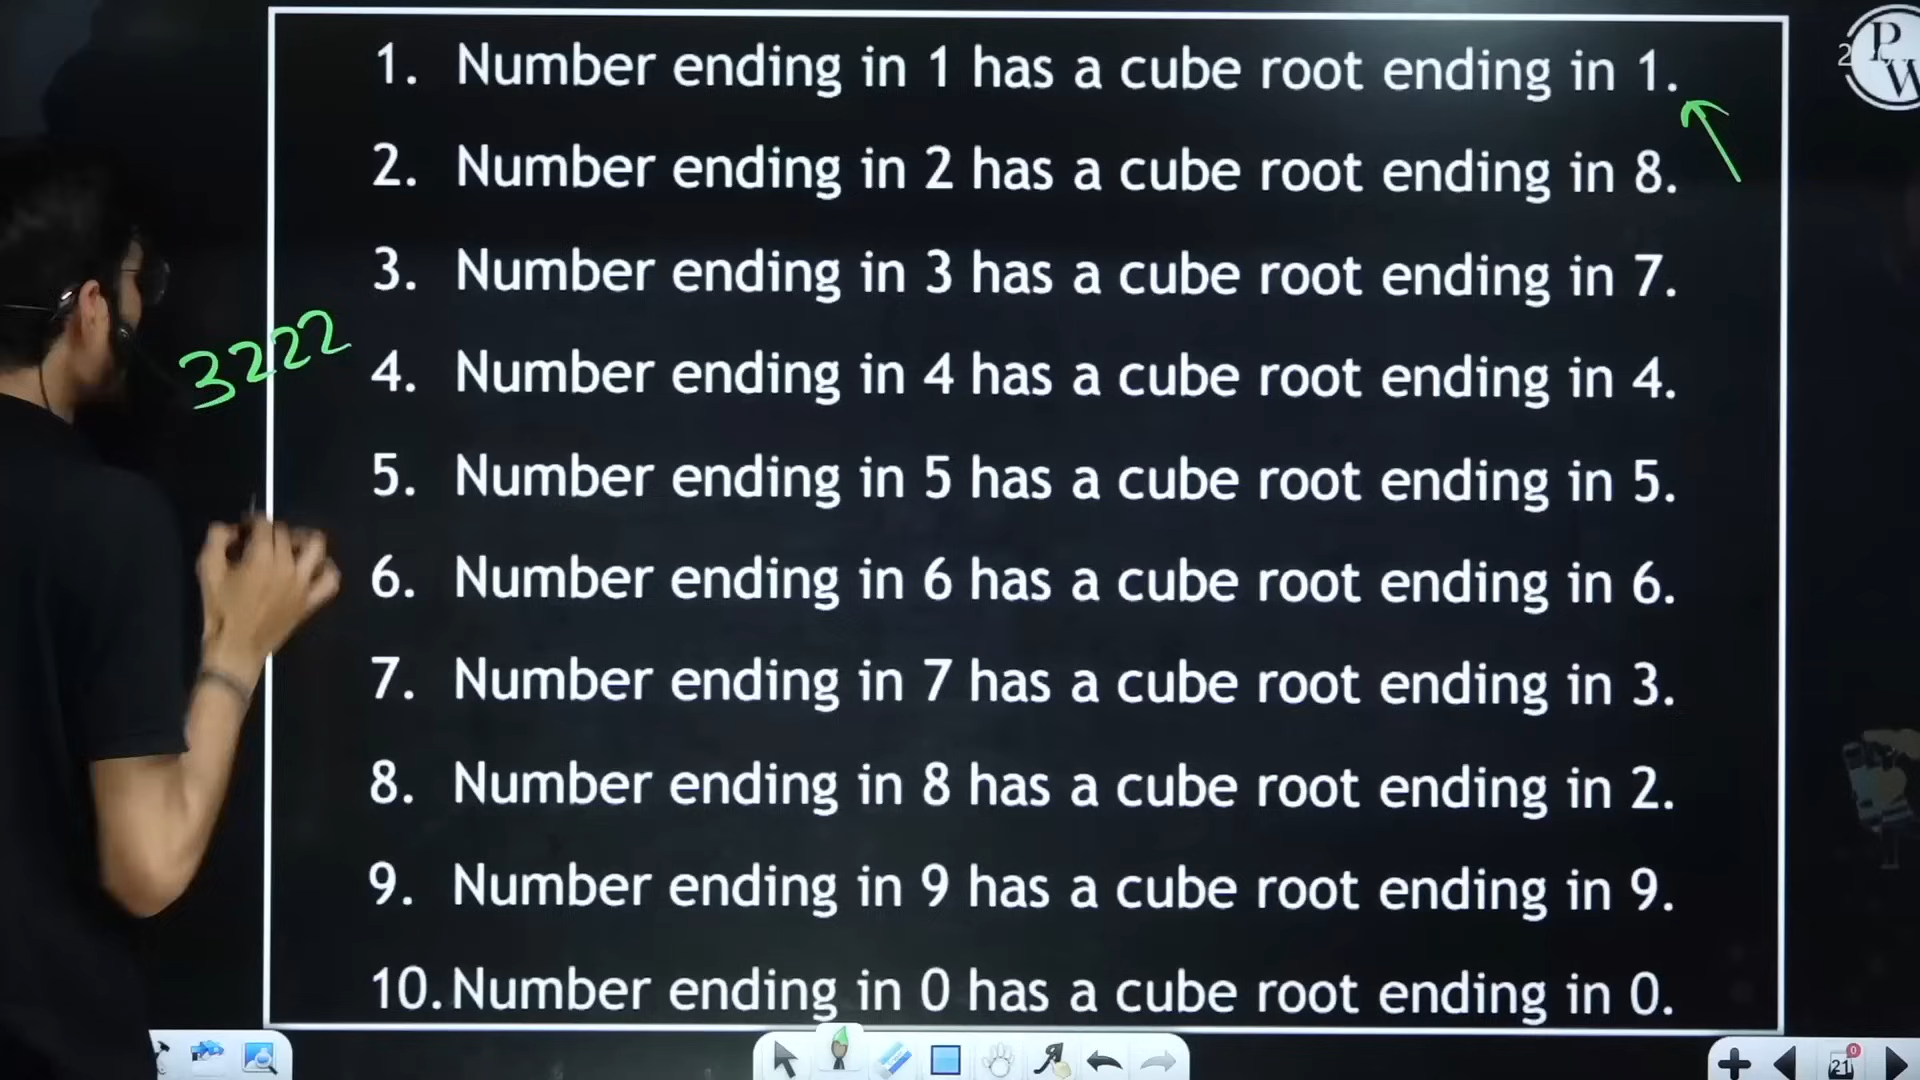 1. Number ending in 1 has a cube root ending in 1.
2. Number ending in 2 has a cube root ending in 8.
3. Number ending in 3 has a cube root ending in 7.
3222
4. Number ending in 4 has a cube root ending in 4.
5. Number ending in 5 has a cube root ending in 5.
6. Number ending in 6 has a cube root ending in 6.
7. Number ending in 7 has a cube root ending in 3.
8. Number ending in 8 has a cube root ending in 2.
9. Number ending in 9 has a cube root ending in 9.
10. Number ending in 0 has a cube root ending in 0.
PW
21
0